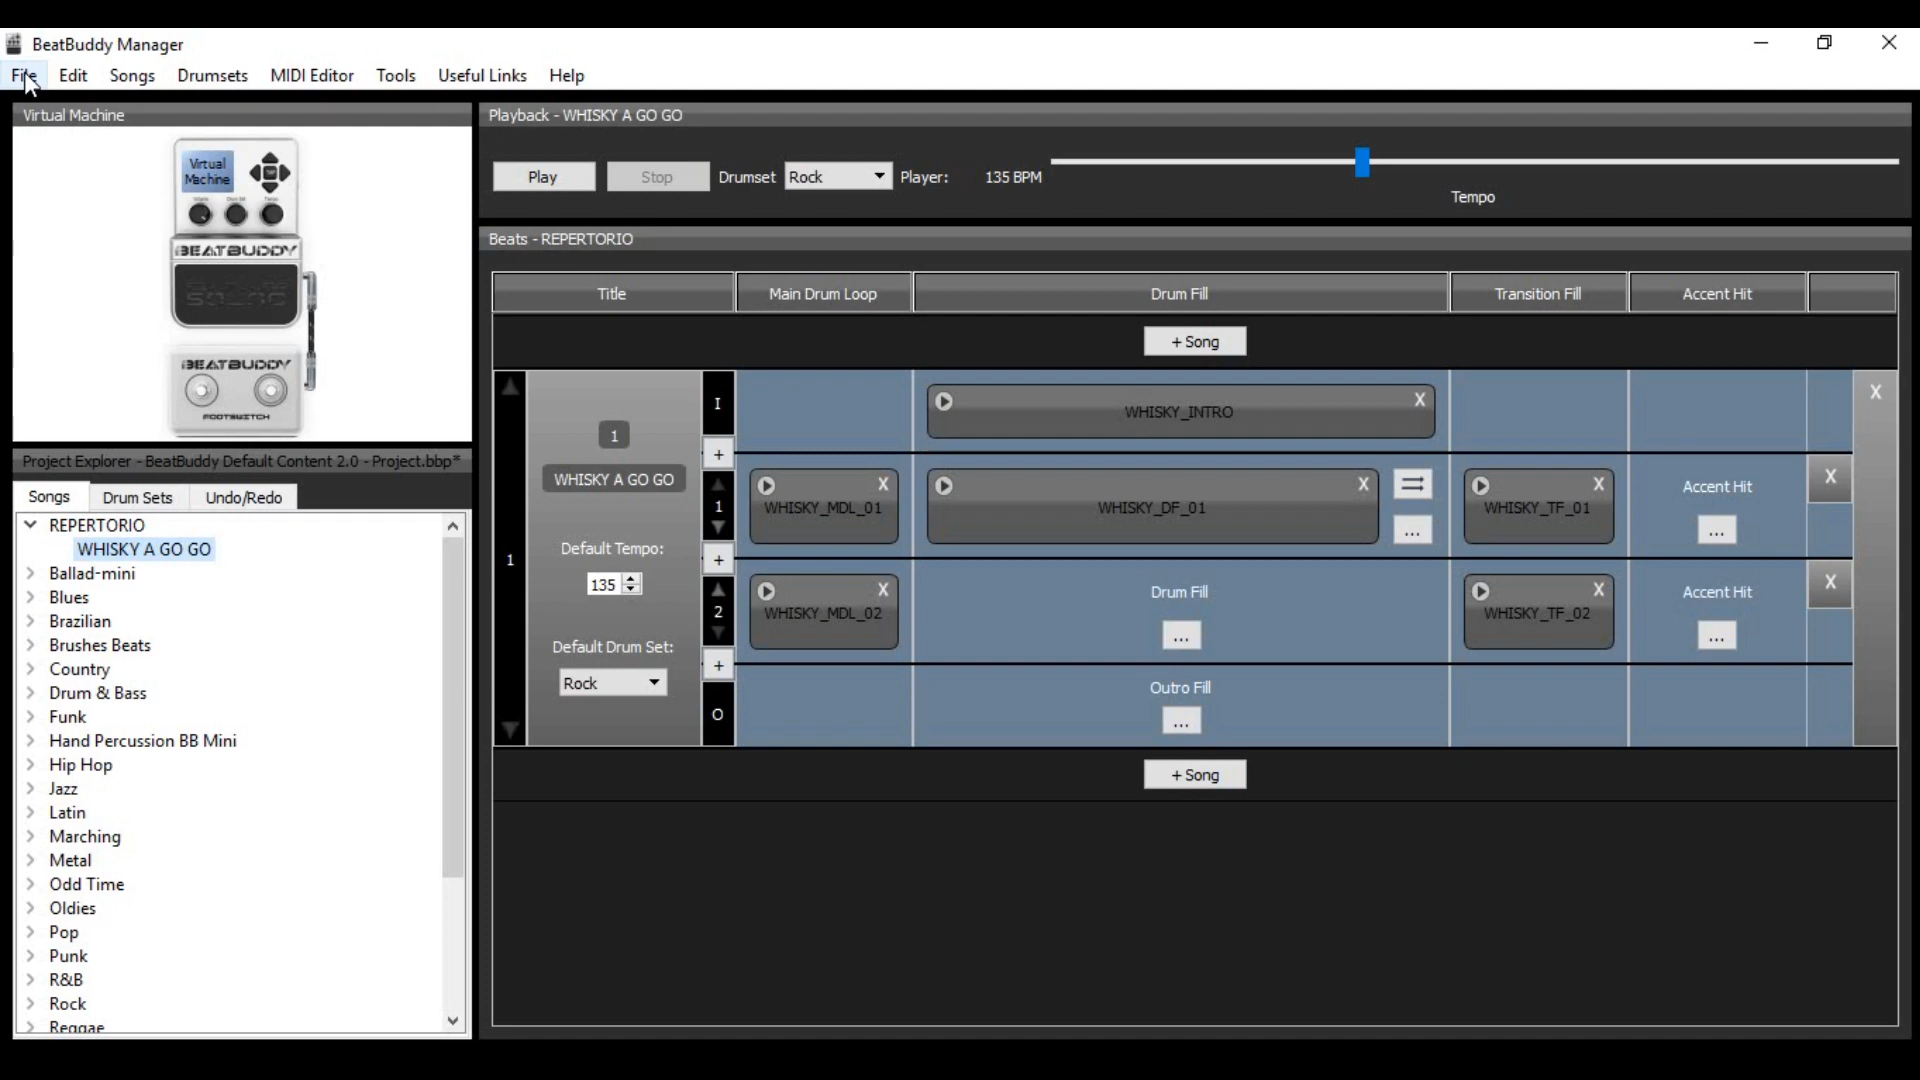 BeatBuddy Manager
File Edit Songs Drumsets MIDI Editor Tools Useful Links Help
Virtual Machine
Virtual
Machine
BEATBUDDY
BEATBUDDY
FOOTSWITCH
Playback - WHISKY A GO GO
Play Stop Drumset Rock Player: 135 BPM
Tempo
Beats - REPERTORIO
Title Main Drum Loop Drum Fill Transition Fill Accent Hit
+ Song
1
1
WHISKY A GO GO
Default Tempo:
135
Default Drum Set:
Rock
I
WHISKY_INTRO X
X
+
1
WHISKY_MDL_01 X
WHISKY_DF_01 X
...
WHISKY_TF_01 X
Accent Hit
...
X
+
2
WHISKY_MDL_02 X
Drum Fill
...
WHISKY_TF_02 X
Accent Hit
...
X
+
O
Outro Fill
...
+ Song
Project Explorer - BeatBuddy Default Content 2.0 - Project.bbp*
Songs Drum Sets Undo/Redo
REPERTORIO
WHISKY A GO GO
Ballad-mini
Blues
Brazilian
Brushes Beats
Country
Drum & Bass
Funk
Hand Percussion BB Mini
Hip Hop
Jazz
Latin
Marching
Metal
Odd Time
Oldies
Pop
Punk
R&B
Rock
Reggae